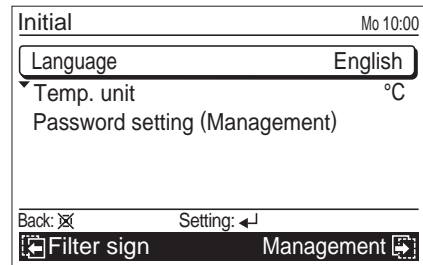 Initial Mo 10:00
Language English
Temp. unit °C
Password setting (Management)
Back: Setting:
Filter sign Management